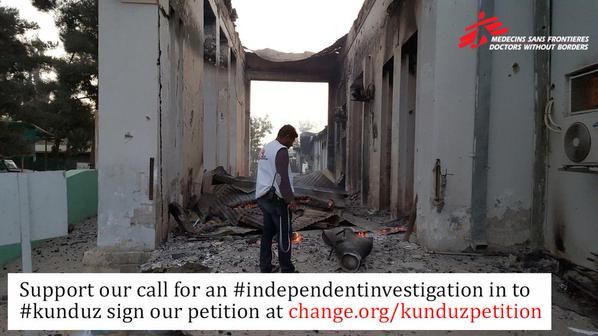 MEDECINS SANS FRONTIERES
DOCTORS WITHOUT BORDERS
Support our call for an #independentinvestigation in to
#kunduz sign our petition at change.org/kunduzpetition